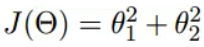 J(Θ) = θ₁² + θ₂²